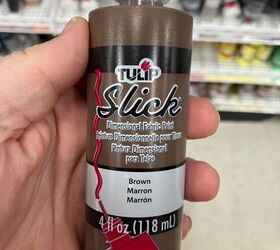 TULIP
Slick
Dimensional Fabric Paint
Peinture Dimensionnelle pour Tissu
Pintura Dimensional
para Telas
Brown
Marron
Marrón
4 fl oz (118 mL)